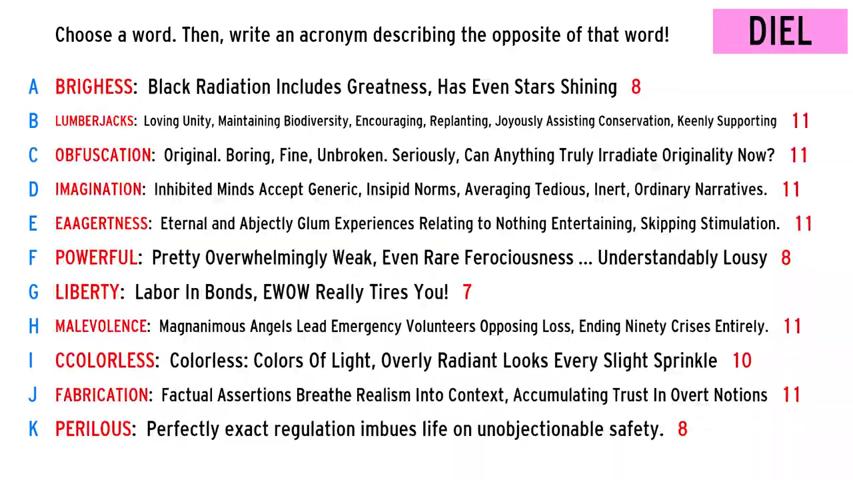 Choose a word. Then, write an acronym describing the opposite of that word!
DIEL
A BRIGHESS: Black Radiation Includes Greatness, Has Even Stars Shining 8
B LUMBERJACKS: Loving Unity, Maintaining Biodiversity, Encouraging, Replanting, Joyously Assisting Conservation, Keenly Supporting 11
C OBFUSCATION: Original. Boring, Fine, Unbroken. Seriously, Can Anything Truly Irradiate Originality Now? 11
D IMAGINATION: Inhibited Minds Accept Generic, Insipid Norms, Averaging Tedious, Inert, Ordinary Narratives. 11
E EAAGERTNESS: Eternal and Abjectly Glum Experiences Relating to Nothing Entertaining, Skipping Stimulation. 11
F POWERFUL: Pretty Overwhelmingly Weak, Even Rare Ferociousness ... Understandably Lousy 8
G LIBERTY: Labor In Bonds, EWOW Really Tires You! 7
H MALEVOLENCE: Magnanimous Angels Lead Emergency Volunteers Opposing Loss, Ending Ninety Crises Entirely. 11
I CCOLORLESS: Colorless: Colors Of Light, Overly Radiant Looks Every Slight Sprinkle 10
J FABRICATION: Factual Assertions Breathe Realism Into Context, Accumulating Trust In Overt Notions 11
K PERILOUS: Perfectly exact regulation imbues life on unobjectionable safety. 8